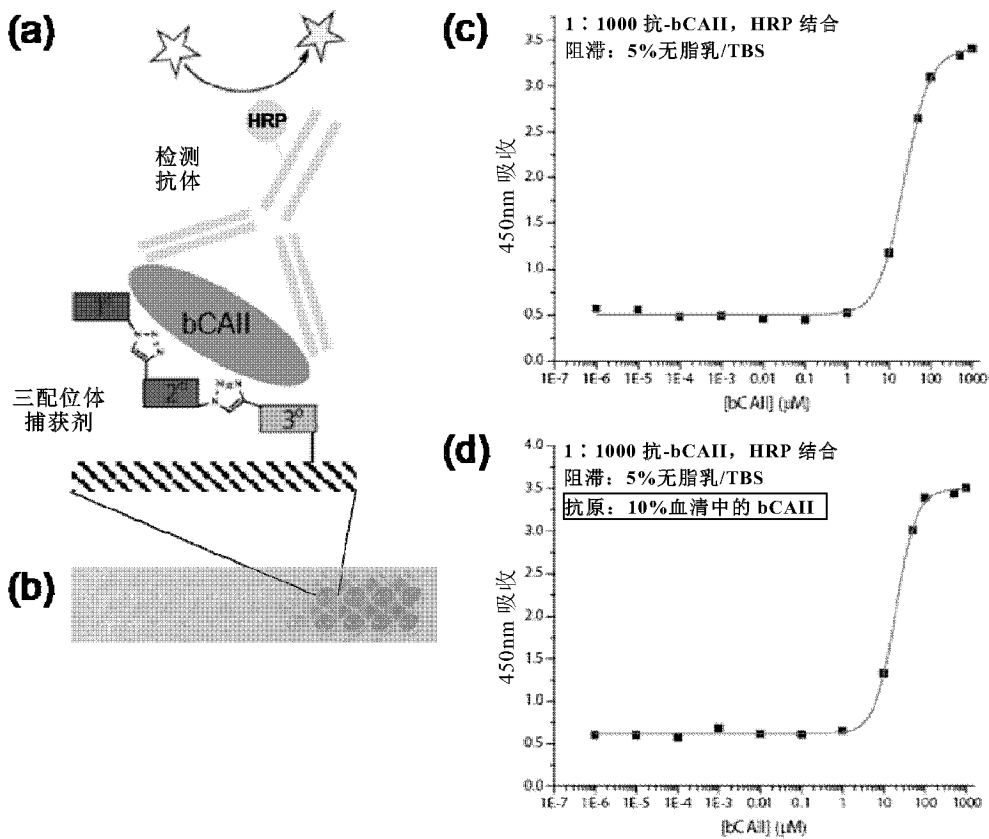 (a)
HRP
检测
抗体
bCAII
1°
N=N
N
2°
N=N
N
3°
三配位体
捕获剂
(b)
(c)
1：1000 抗-bCAII，HRP 结合
阻滞：5%无脂乳/TBS
450nm 吸收
3.5
3.0
2.5
2.0
1.5
1.0
0.5
0.0
1E-7 1E-6 1E-5 1E-4 1E-3 0.01 0.1 1 10 100 1000
[bCAII] (μM)
(d)
1：1000 抗-bCAII，HRP 结合
阻滞：5%无脂乳/TBS
抗原：10%血清中的 bCAII
450nm 吸收
4.0
3.5
3.0
2.5
2.0
1.5
1.0
0.5
0.0
1E-7 1E-6 1E-5 1E-4 1E-3 0.01 0.1 1 10 100 1000
[bCAII] (μM)